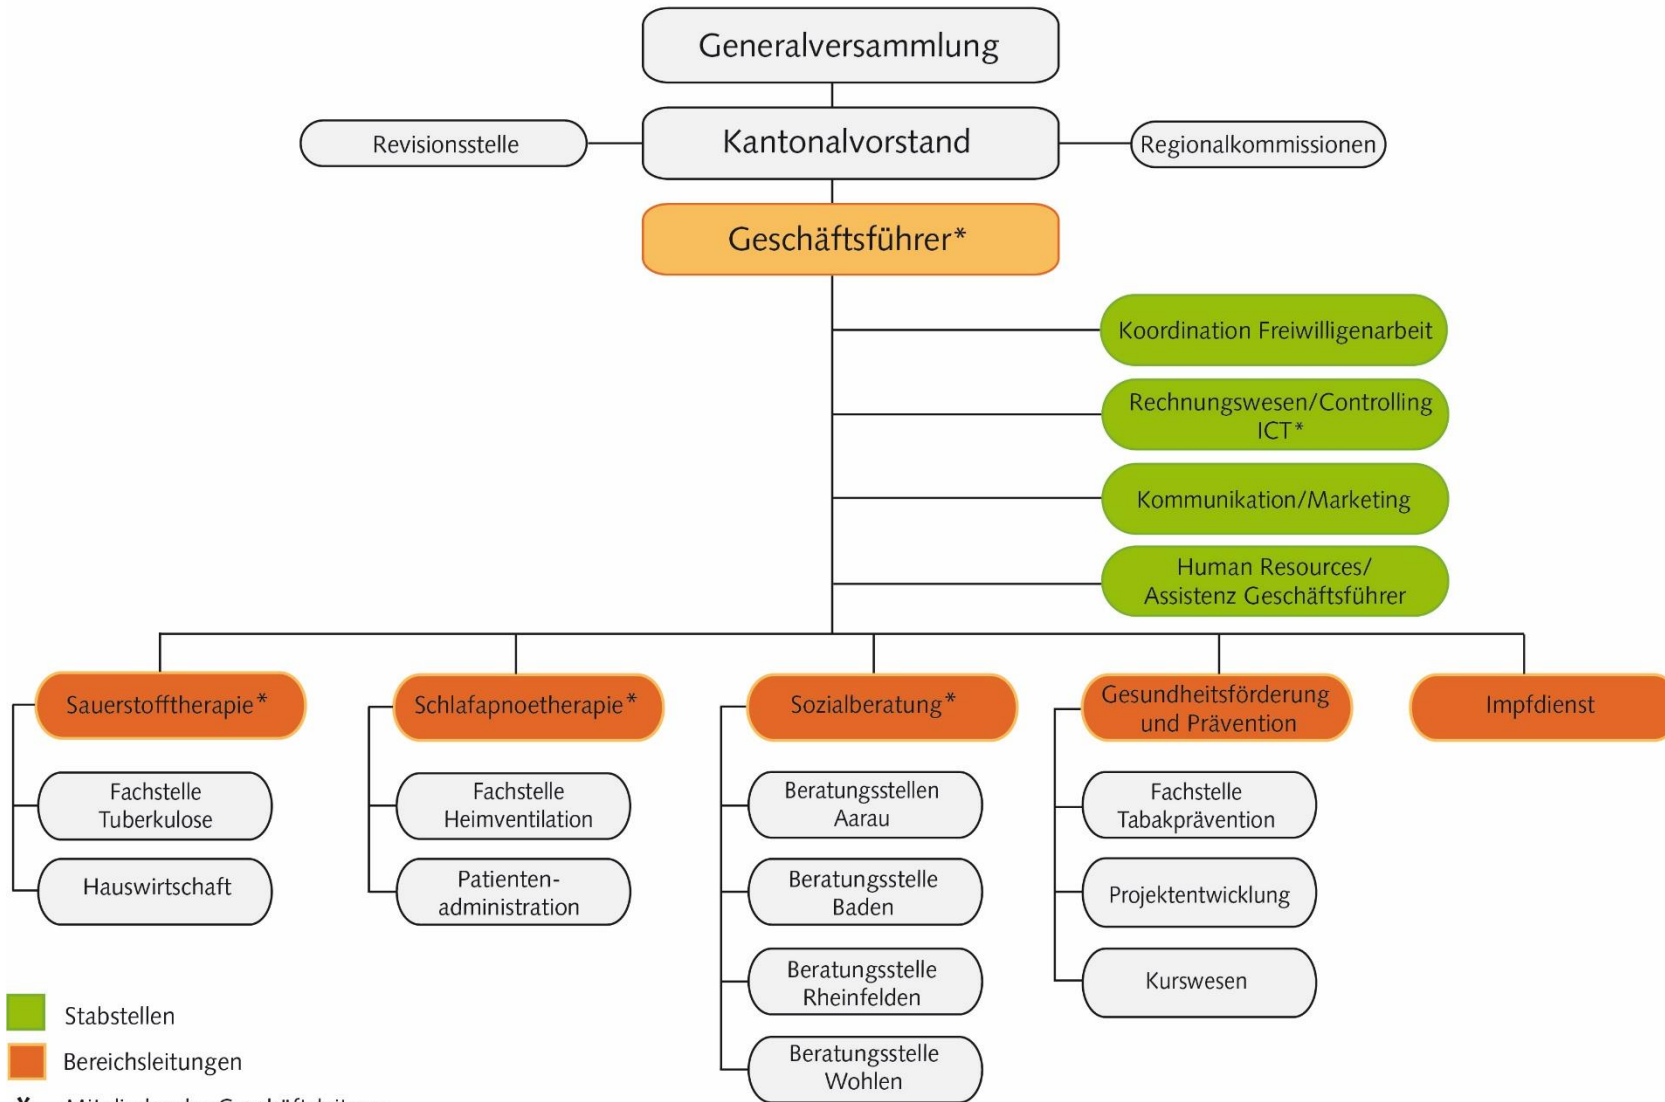 Generalversammlung
Revisionsstelle
Kantonalvorstand
Regionalkommissionen
Geschäftsführer*
Koordination Freiwilligenarbeit
Rechnungswesen/Controlling
ICT*
Kommunikation/Marketing
Human Resources/
Assistenz Geschäftsführer
Sauerstofftherapie*
Fachstelle
Tuberkulose
Hauswirtschaft
Schlafapnoetherapie*
Fachstelle
Heimventilation
Patienten-
administration
Sozialberatung*
Beratungsstellen
Aarau
Beratungsstelle
Baden
Beratungsstelle
Rheinfelden
Beratungsstelle
Wohlen
Gesundheitsförderung
und Prävention
Fachstelle
Tabakprävention
Projektentwicklung
Kurswesen
Impfdienst
Stabstellen
Bereichsleitungen